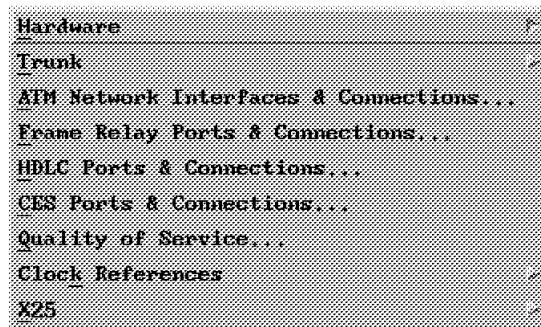 Hardware
Trunk
ATM Network Interfaces & Connections...
Frame Relay Ports & Connections...
HDLC Ports & Connections...
CES Ports & Connections...
Quality of Service...
Clock References
X25